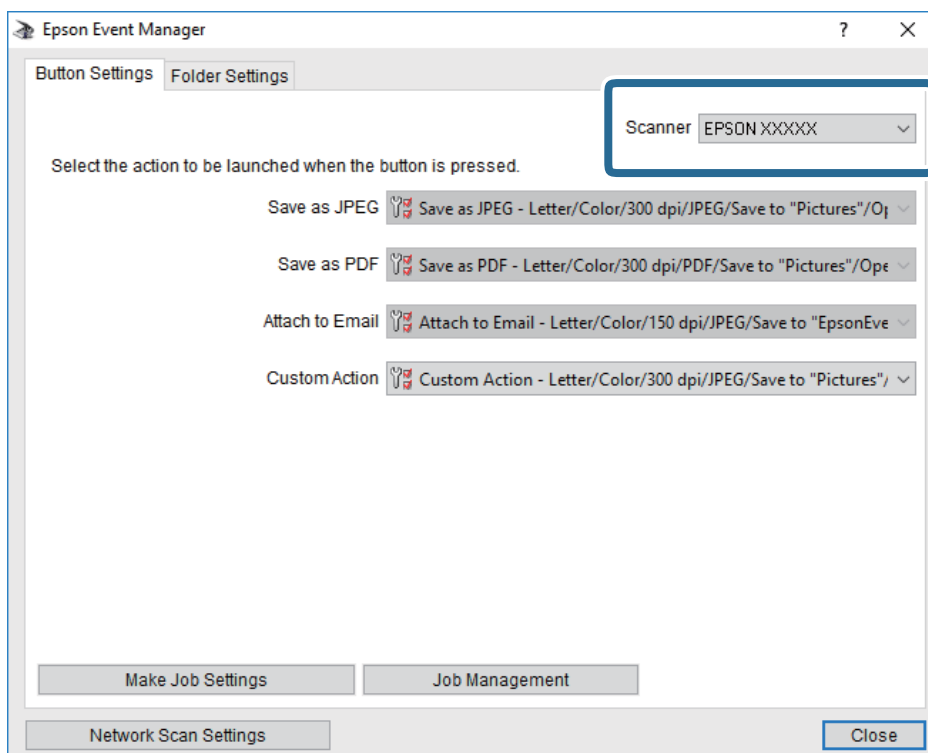 Epson Event Manager
Button Settings Folder Settings
Scanner EPSON XXXXX
Select the action to be launched when the button is pressed.
Save as JPEG Save as JPEG - Letter/Color/300 dpi/JPEG/Save to "Pictures"/Op
Save as PDF Save as PDF - Letter/Color/300 dpi/PDF/Save to "Pictures"/Ope
Attach to Email Attach to Email - Letter/Color/150 dpi/JPEG/Save to "EpsonEve
Custom Action Custom Action - Letter/Color/300 dpi/JPEG/Save to "Pictures"/
Make Job Settings Job Management
Network Scan Settings Close